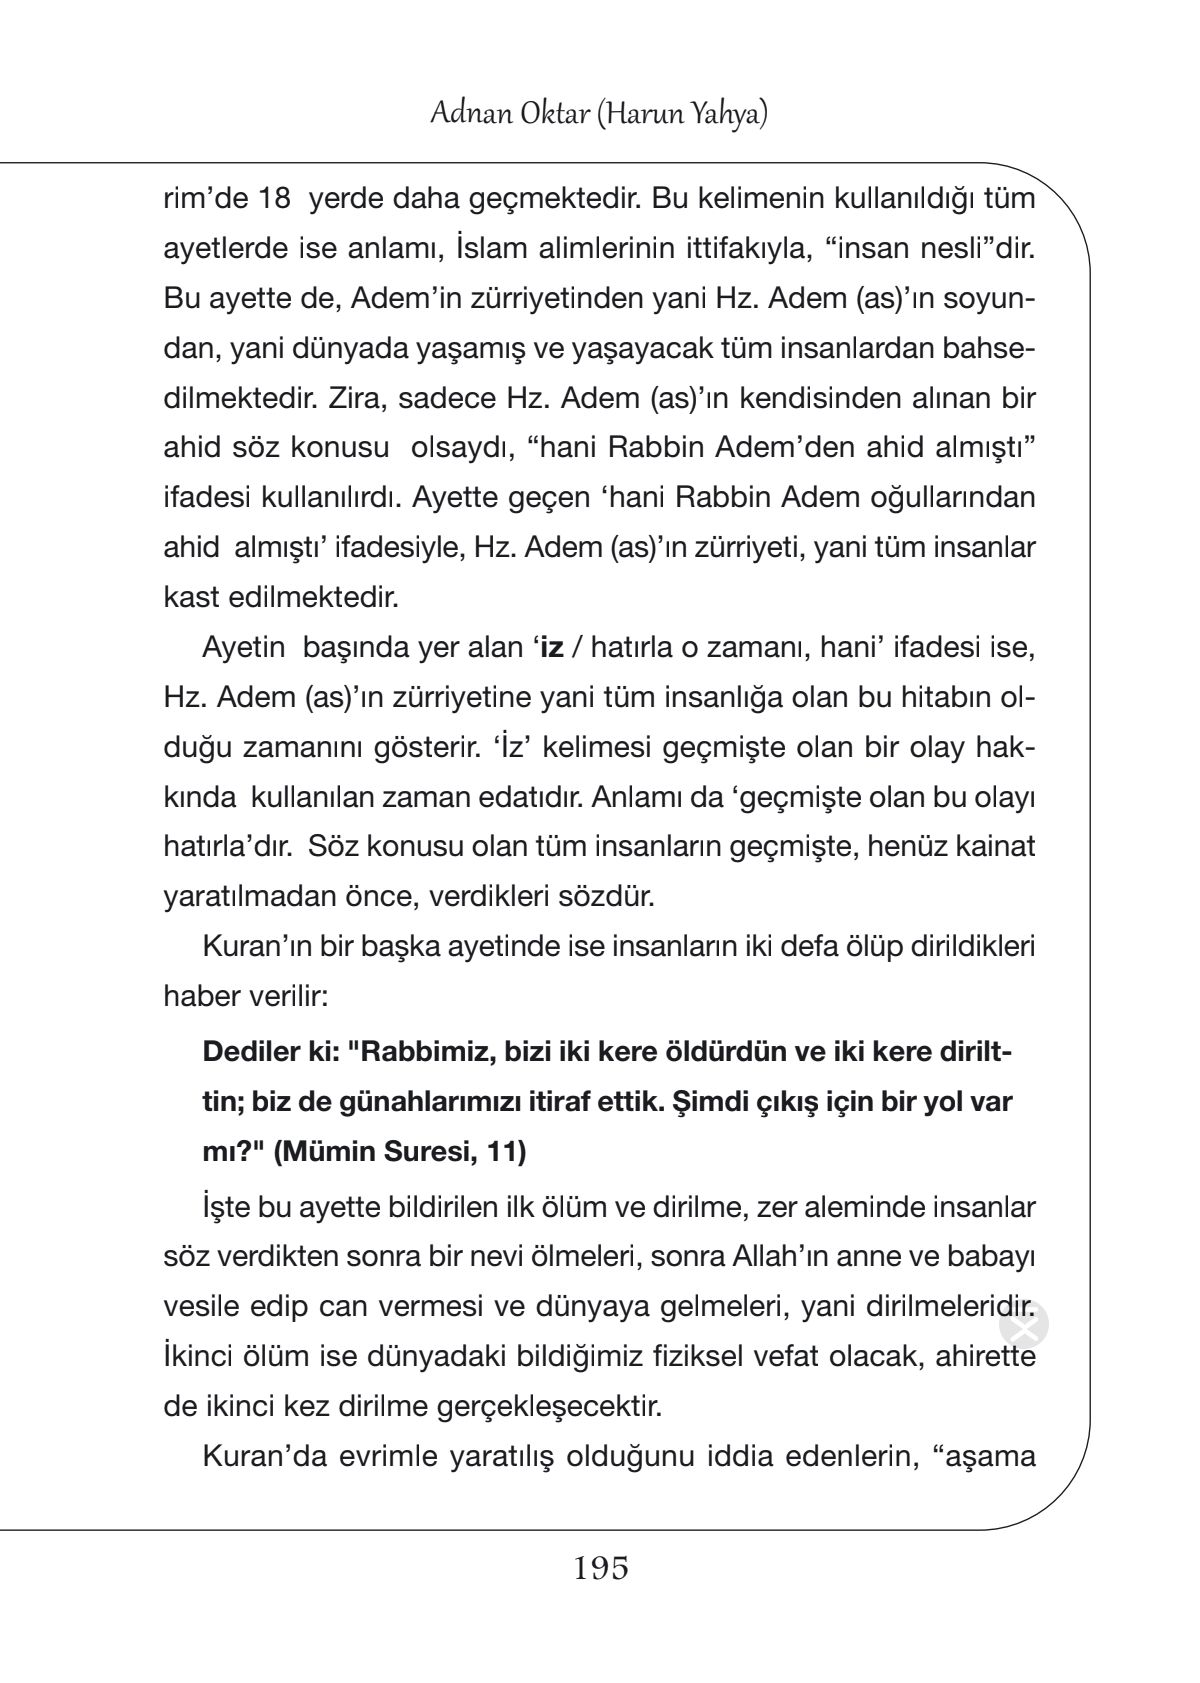 Adnan Oktar (Harun Yahya)
rim’de 18  yerde daha geçmektedir. Bu kelimenin kullanıldığı tüm
ayetlerde ise anlamı, İslam alimlerinin ittifakıyla, “insan nesli”dir.
Bu ayette de, Adem’in zürriyetinden yani Hz. Adem (as)’ın soyun-
dan, yani dünyada yaşamış ve yaşayacak tüm insanlardan bahse-
dilmektedir. Zira, sadece Hz. Adem (as)’ın kendisinden alınan bir
ahid söz konusu  olsaydı, “hani Rabbin Adem’den ahid almıştı”
ifadesi kullanılırdı. Ayette geçen ‘hani Rabbin Adem oğullarından
ahid  almıştı’ ifadesiyle, Hz. Adem (as)’ın zürriyeti, yani tüm insanlar
kast edilmektedir.
Ayetin  başında yer alan ‘iz / hatırla o zamanı, hani’ ifadesi ise,
Hz. Adem (as)’ın zürriyetine yani tüm insanlığa olan bu hitabın ol-
duğu zamanını gösterir. ‘İz’ kelimesi geçmişte olan bir olay hak-
kında  kullanılan zaman edatıdır. Anlamı da ‘geçmişte olan bu olayı
hatırla’dır.  Söz konusu olan tüm insanların geçmişte, henüz kainat
yaratılmadan önce, verdikleri sözdür.
Kuran’ın bir başka ayetinde ise insanların iki defa ölüp dirildikleri
haber verilir:
Dediler ki: "Rabbimiz, bizi iki kere öldürdün ve iki kere dirilt-
tin; biz de günahlarımızı itiraf ettik. Şimdi çıkış için bir yol var
mı?" (Mümin Suresi, 11)
İşte bu ayette bildirilen ilk ölüm ve dirilme, zer aleminde insanlar
söz verdikten sonra bir nevi ölmeleri, sonra Allah’ın anne ve babayı
vesile edip can vermesi ve dünyaya gelmeleri, yani dirilmeleridir.
İkinci ölüm ise dünyadaki bildiğimiz fiziksel vefat olacak, ahirette
de ikinci kez dirilme gerçekleşecektir.
Kuran’da evrimle yaratılış olduğunu iddia edenlerin, “aşama
195